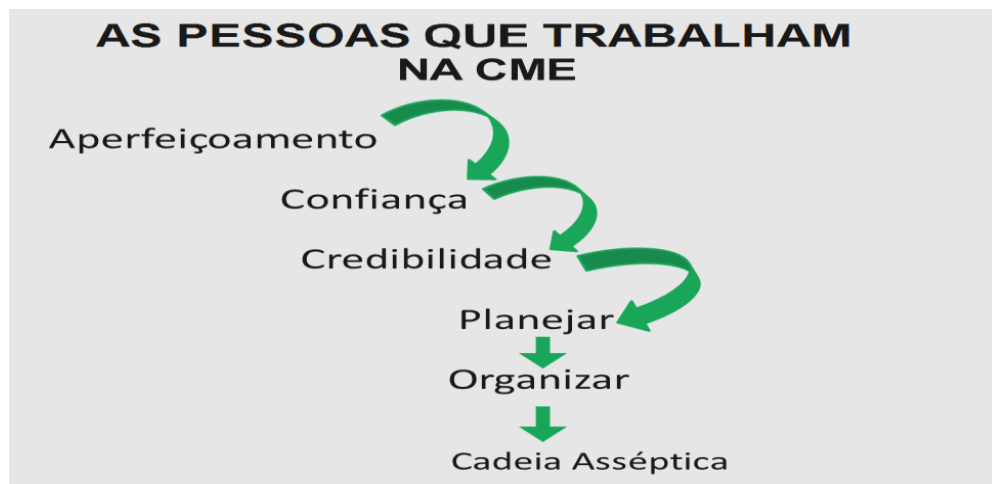 AS PESSOAS QUE TRABALHAM
NA CME
Aperfeiçoamento
Confiança
Credibilidade
Planejar
Organizar
Cadeia Asséptica